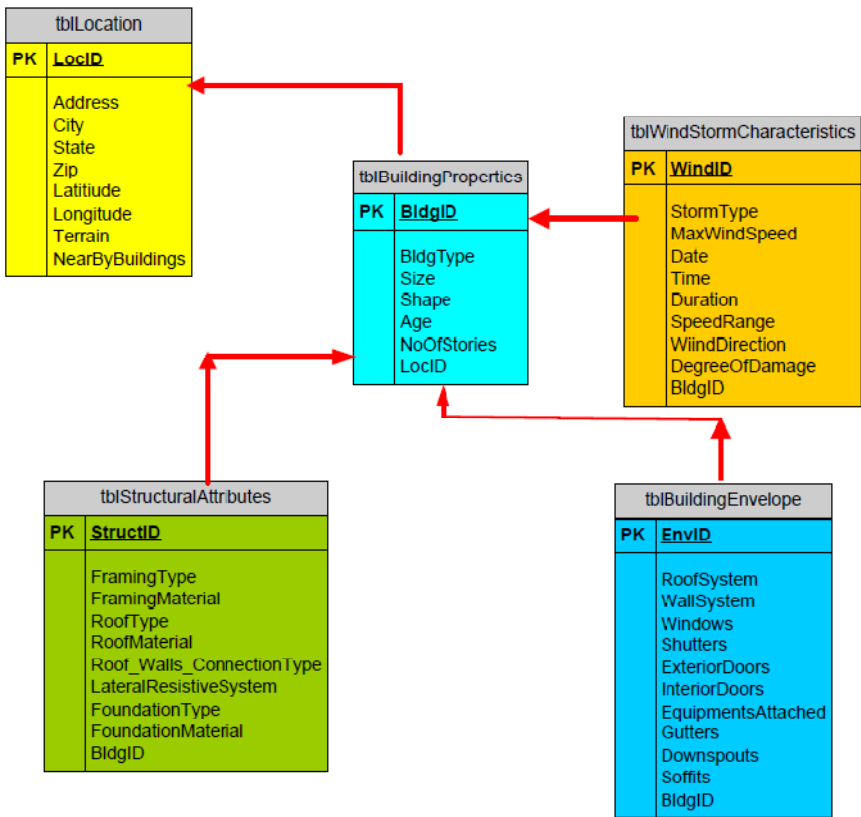 tblLocation
PK LocID
Address
City
State
Zip
Latitiude
Longitude
Terrain
NearByBuildings
tblBuildingProperties
PK BldgID
BldgType
Size
Shape
Age
NoOfStories
LocID
tblWindStormCharacteristics
PK WindID
StormType
MaxWindSpeed
Date
Time
Duration
SpeedRange
WiindDirection
DegreeOfDamage
BldgID
tblStructuralAttributes
PK StructID
FramingType
FramingMaterial
RoofType
RoofMaterial
Roof_Walls_ConnectionType
LateralResistiveSystem
FoundationType
FoundationMaterial
BldgID
tblBuildingEnvelope
PK EnvID
RoofSystem
WallSystem
Windows
Shutters
ExteriorDoors
InteriorDoors
EquipmentsAttached
Gutters
Downspouts
Soffits
BldgID